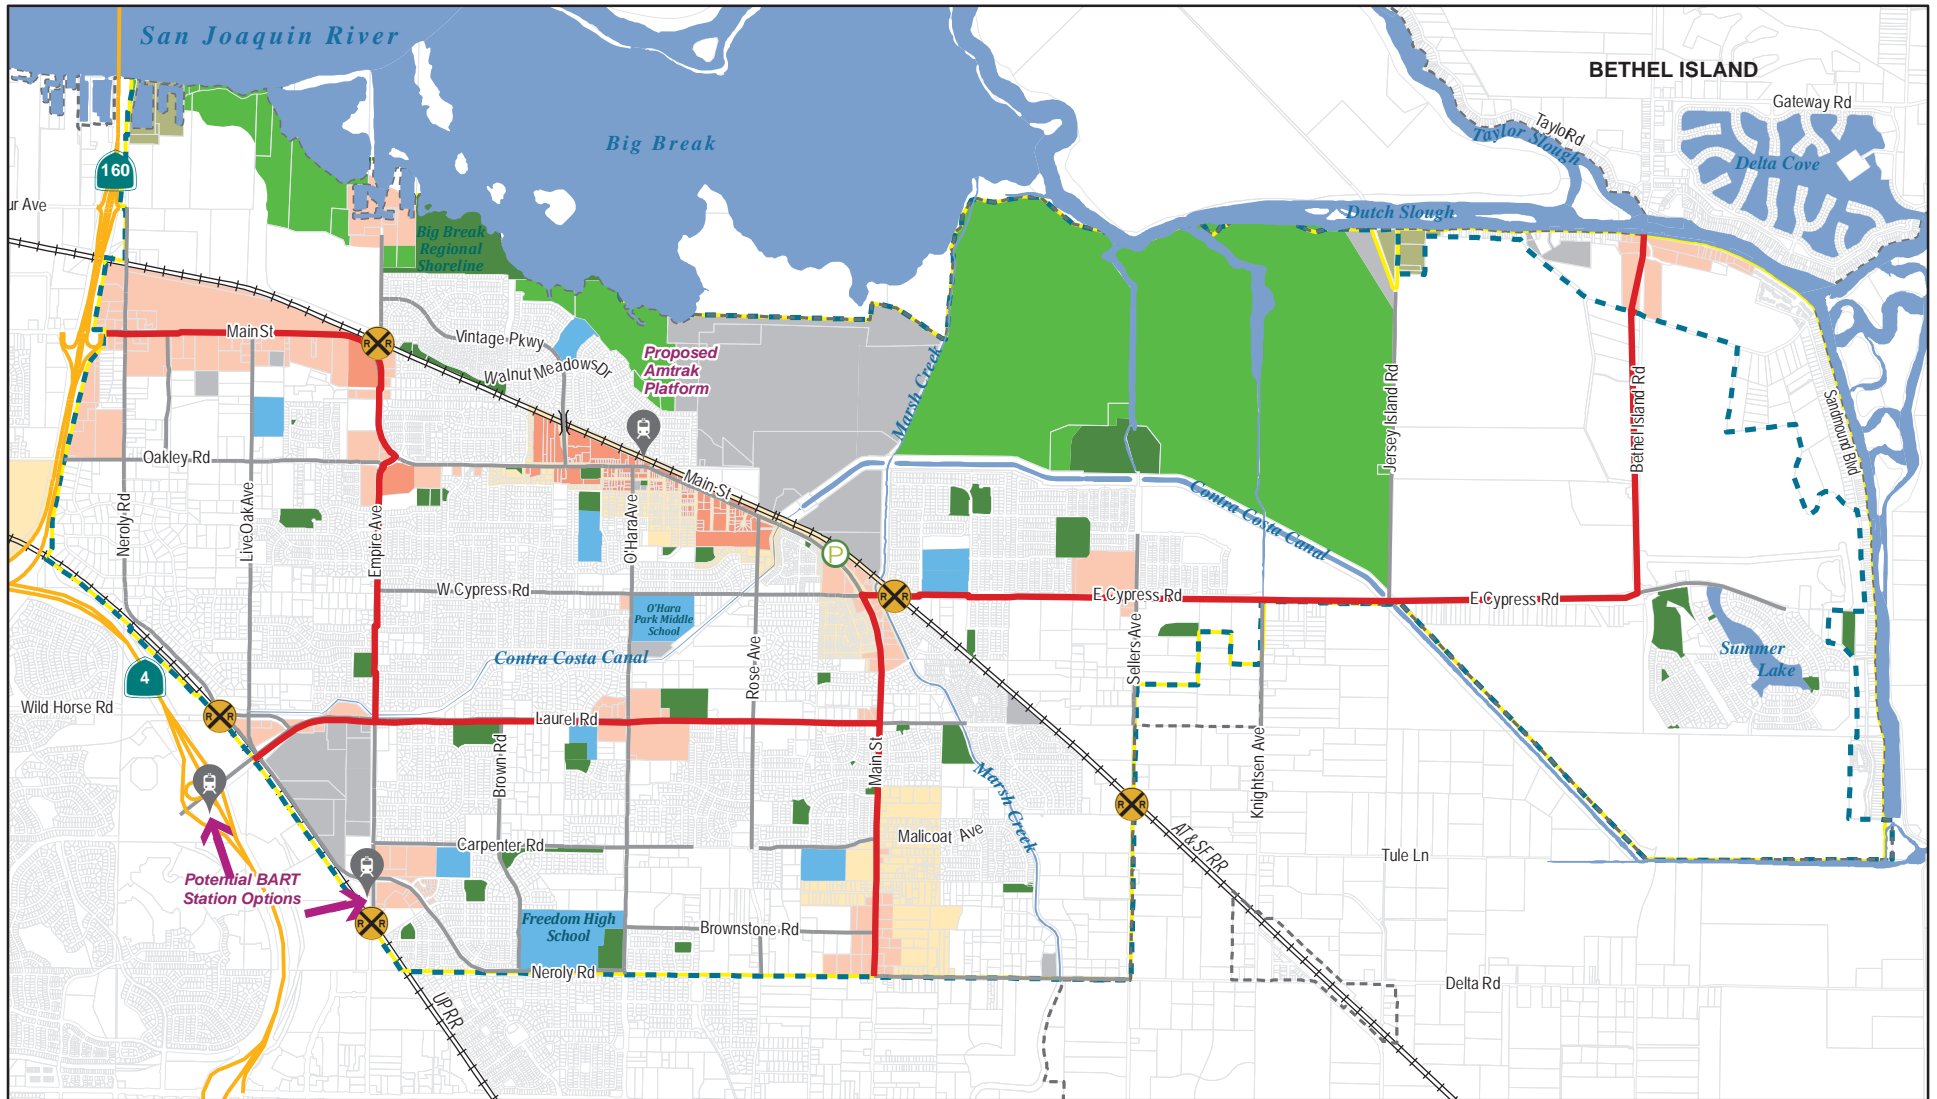 San Joaquin River
BETHEL ISLAND
Gateway Rd
Taylor Rd
Taylor Slough
Big Break
Delta Cove
160
ur Ave
Dutch Slough
Big Break
Regional
Shoreline
Main St
Vintage Pkwy
Walnut Meadows Dr
Proposed
Amtrak
Platform
Marsh Creek
Jersey Island Rd
Bethel Island Rd
Sandmound Blvd
R R
Oakley Rd
Main St
Neroly Rd
Live Oak Ave
Empire Ave
O'Hara Ave
Contra Costa Canal
P
W Cypress Rd
R R
E Cypress Rd
E Cypress Rd
O'Hara
Park Middle
School
Contra Costa Canal
Rose Ave
Sellers Ave
Summer
Lake
4
Wild Horse Rd
R R
Laurel Rd
Brown Rd
Main St
Marsh Creek
Knightsen Ave
R R
AT&SF RR
Carpenter Rd
Malicoat Ave
Tule Ln
Potential BART
Station Options
R R
Freedom High
School
Brownstone Rd
Neroly Rd
Delta Rd
UPRR